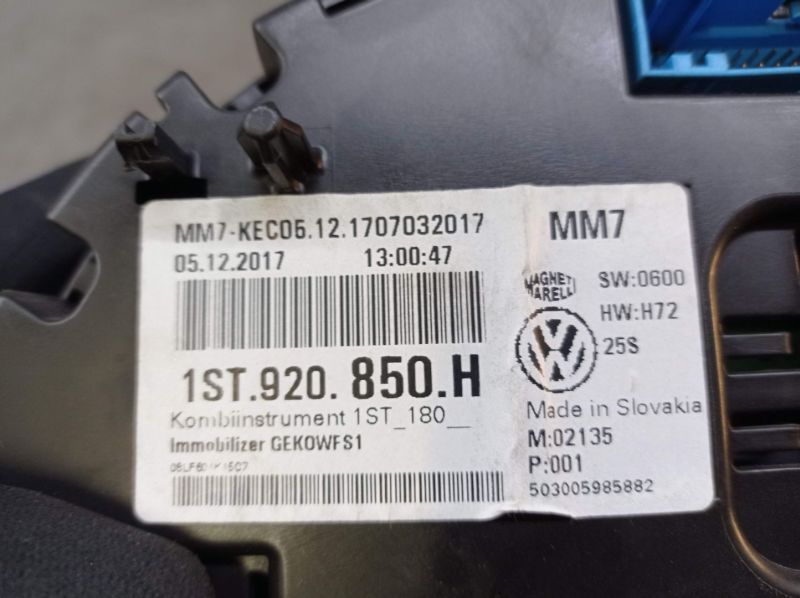 MM7-KEC05.12.1707032017
MM7
05.12.2017 13:00:47
MAGNETI
MARELLI
SW:0600
HW:H72
25S
1ST.920. 850.H
Kombiinstrument 1ST_180__
Made in Slovakia
Immobilizer GEKOWFS1
M:02135
P:001
503005985882